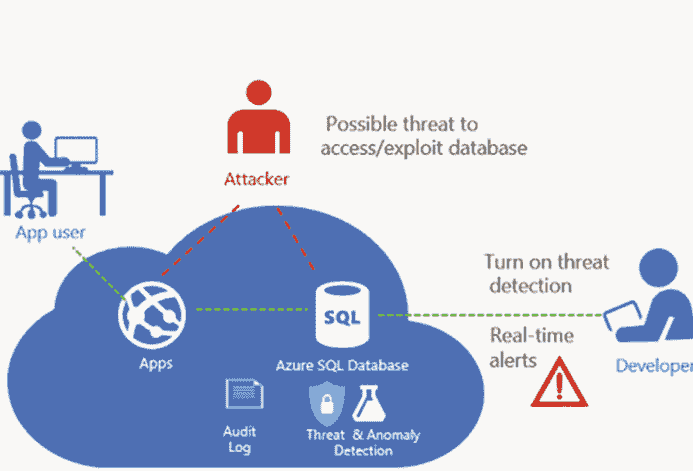 Possible threat to
access/exploit database
Attacker
App user
Turn on threat
detection
SQL
Real-time
alerts
Apps
Azure SQL Database
Developer
Audit
Log
Threat & Anomaly
Detection